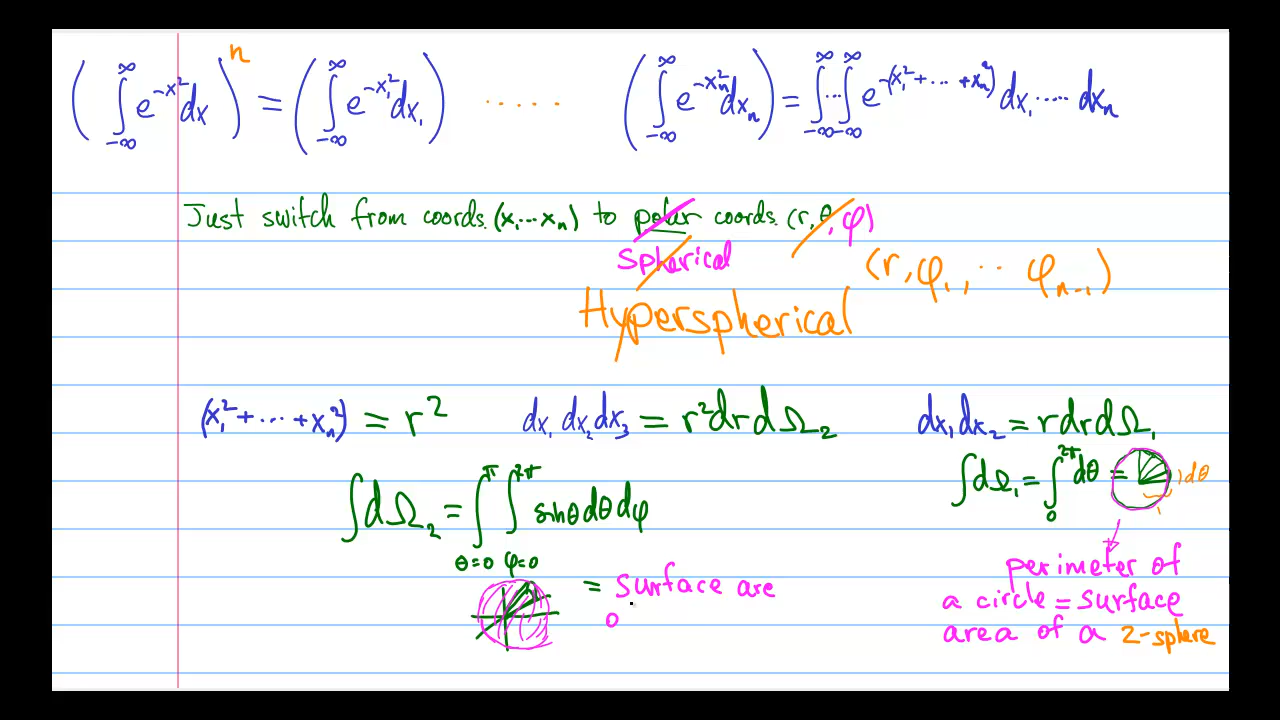 (∫_{-∞}^{∞} e^{-x²} dx)^n = (∫_{-∞}^{∞} e^{-x₁²} dx₁) ..... (∫_{-∞}^{∞} e^{-xₙ²} dxₙ) = ∫_{-∞}^{∞} ... ∫_{-∞}^{∞} e^{-(x₁² + ... + xₙ²)} dx₁ ..... dxₙ
Just switch from coords. (x₁ ... xₙ) to polar coords. (r, θ, φ)
spherical
(r, φ₁, ... φₙ₋₁)
Hyperspherical
(x₁² + ... + xₙ²) = r² dx₁ dx₂ dx₃ = r² dr dΩ₂ dx₁ dx₂ = r dr dΩ₁
∫dΩ₂ = ∫_{θ=0}^{π} ∫_{φ=0}^{2π} sinθ dθ dφ
∫dΩ₁ = ∫_{0}^{2π} dθ = dθ
1
= surface are
o
perimeter of
a circle = surface
area of a 2-sphere